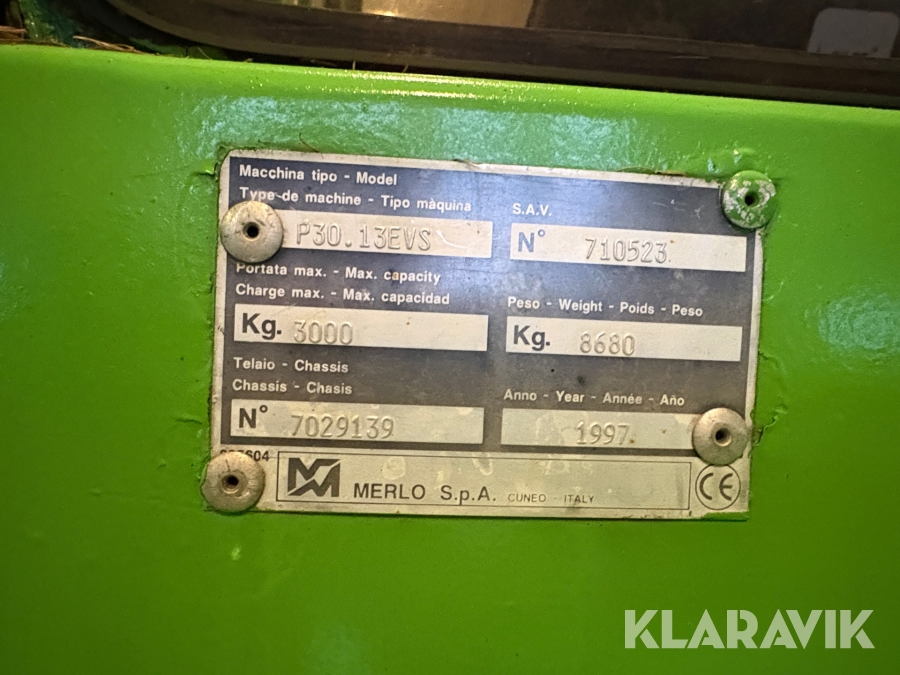 Macchina tipo - Model
Type de machine - Tipo màquina
P30.13EVS
S.A.V.
N° 710523
Portata max. - Max. capacity
Charge max. - Max. capacidad
Kg. 3000
Peso - Weight - Poids - Peso
Kg. 8680
Telaio - Chassis
Chassis - Chasis
N° 7029139
Anno - Year - Année - Año
1997
MERLO S.p.A. CUNEO - ITALY
CE
KLARAVIK